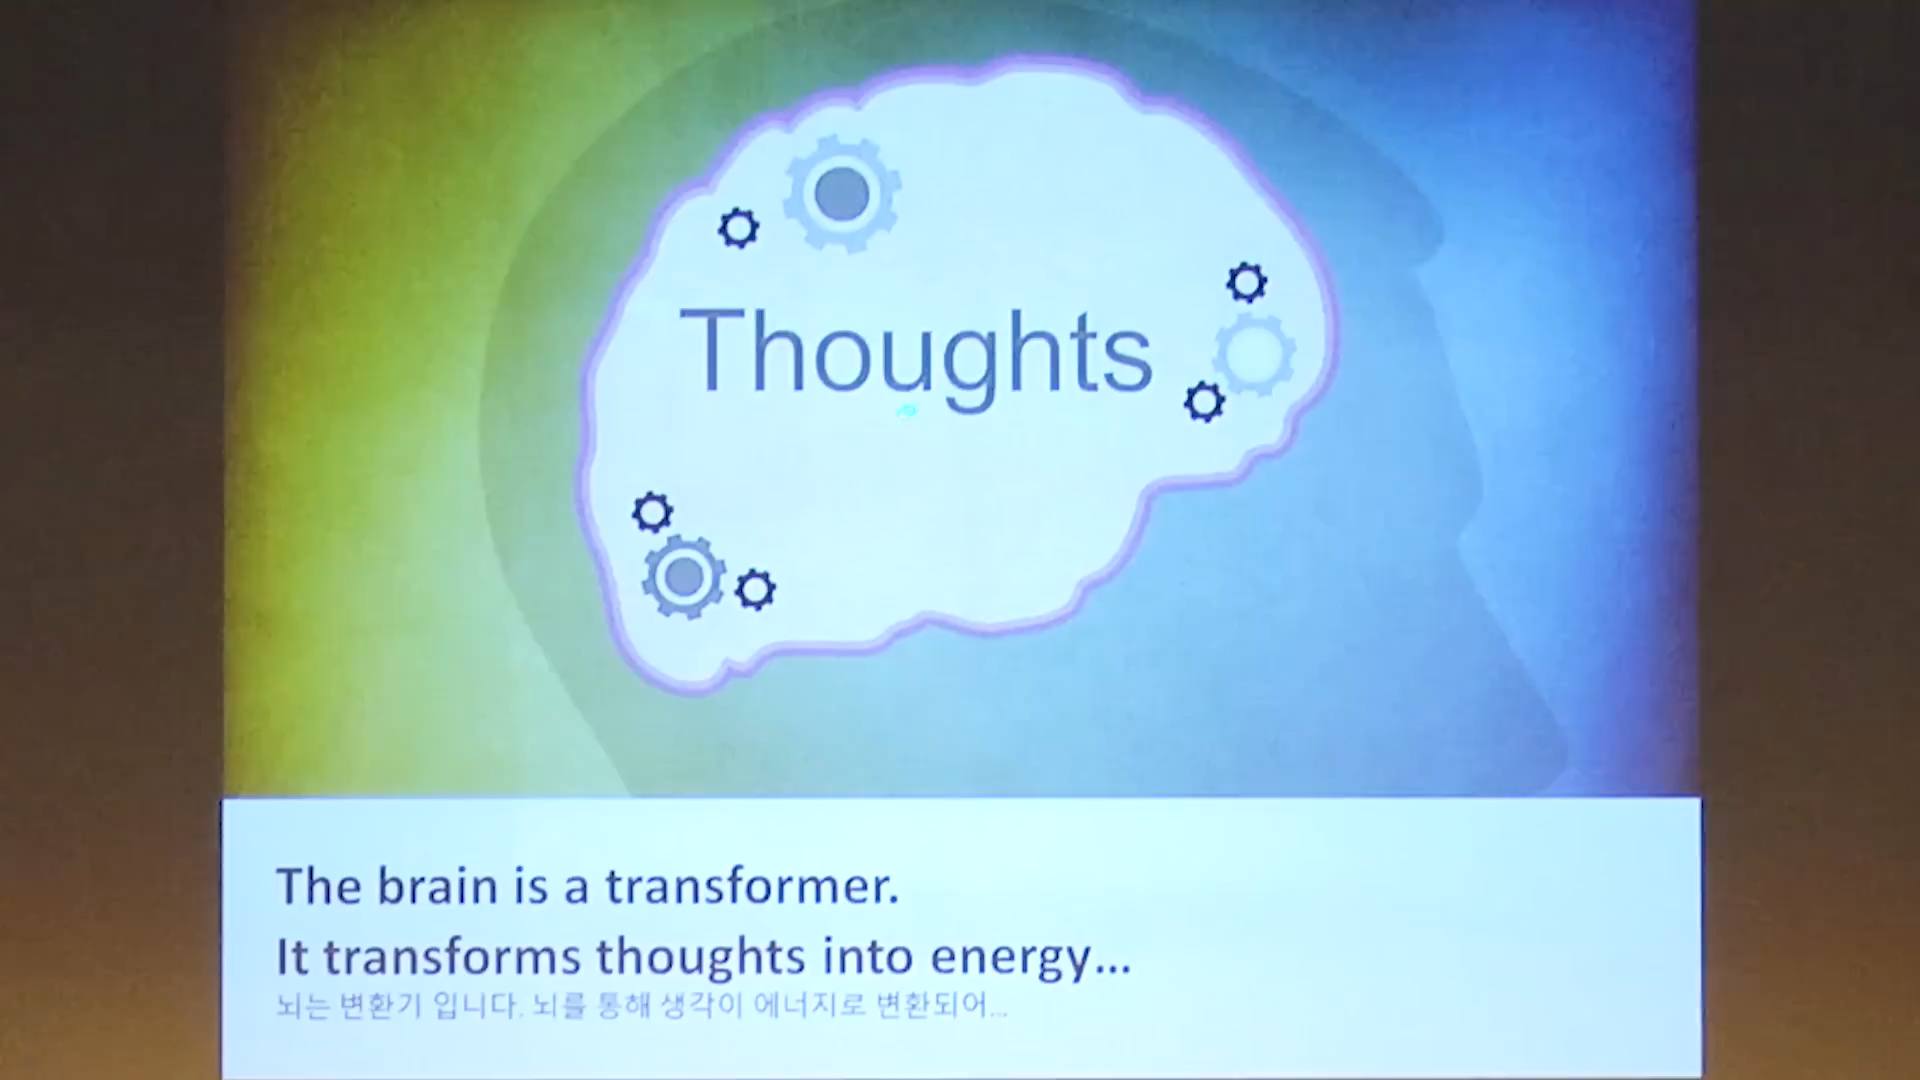 Thoughts
The brain is a transformer.
It transforms thoughts into energy...
뇌는 변환기 입니다. 뇌를 통해 생각이 에너지로 변환되어...